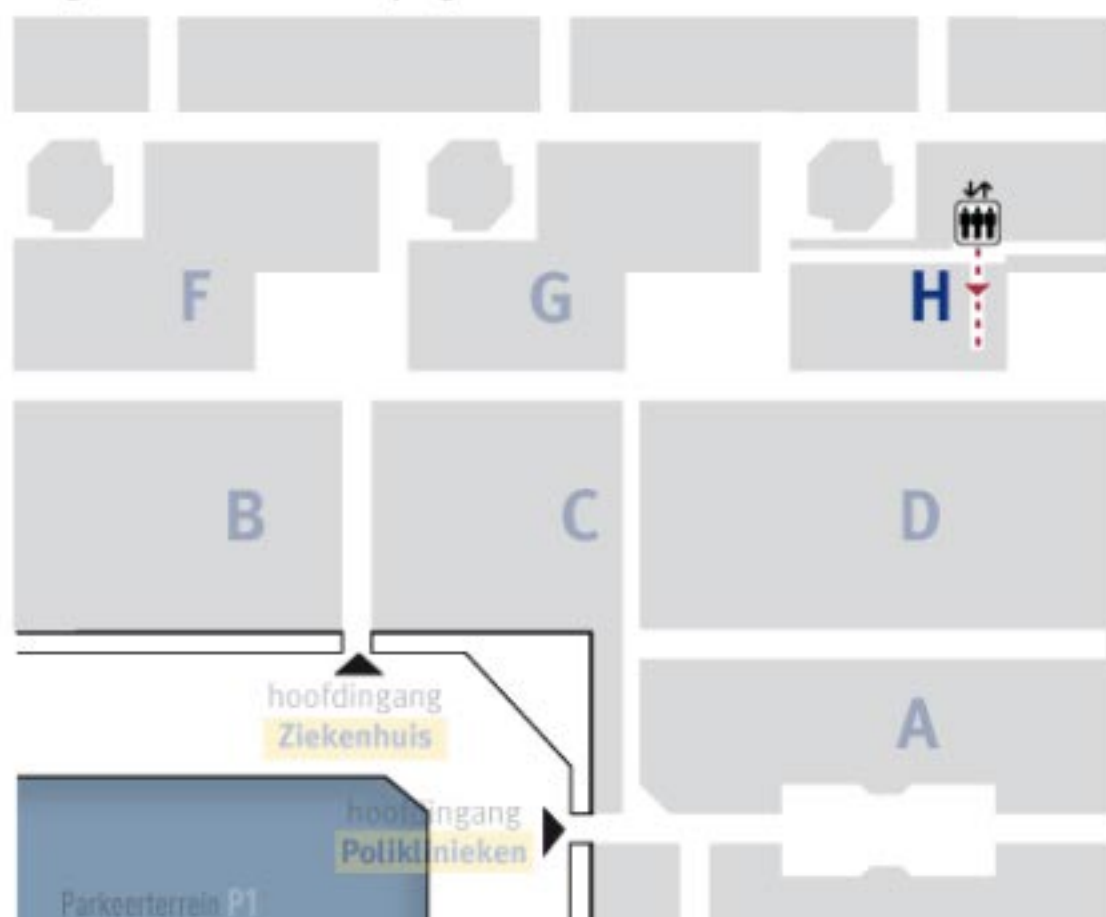 F
G
H
B
C
D
hoofdingang
Ziekenhuis
A
hoofdingang
Poliklinieken
Parkeerterrein P1